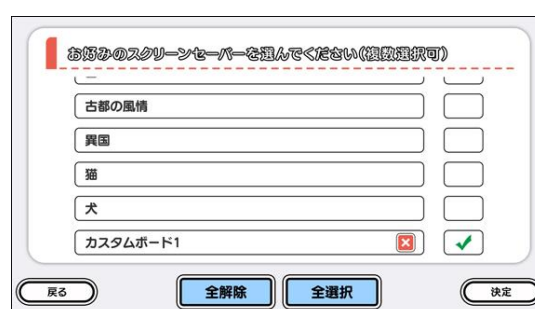 お好みのスクリーンセーバーを選んでください(複数選択可)
古都の風情
異国
猫
犬
カスタムボード1
戻る
全解除
全選択
決定